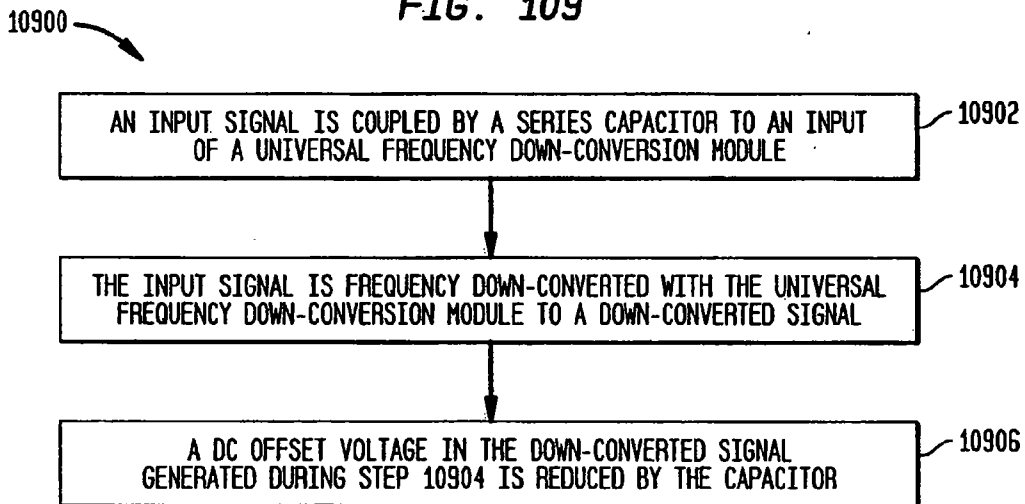 FIG. 109
10900
AN INPUT SIGNAL IS COUPLED BY A SERIES CAPACITOR TO AN INPUT
OF A UNIVERSAL FREQUENCY DOWN-CONVERSION MODULE
10902
THE INPUT SIGNAL IS FREQUENCY DOWN-CONVERTED WITH THE UNIVERSAL
FREQUENCY DOWN-CONVERSION MODULE TO A DOWN-CONVERTED SIGNAL
10904
A DC OFFSET VOLTAGE IN THE DOWN-CONVERTED SIGNAL
GENERATED DURING STEP 10904 IS REDUCED BY THE CAPACITOR
10906